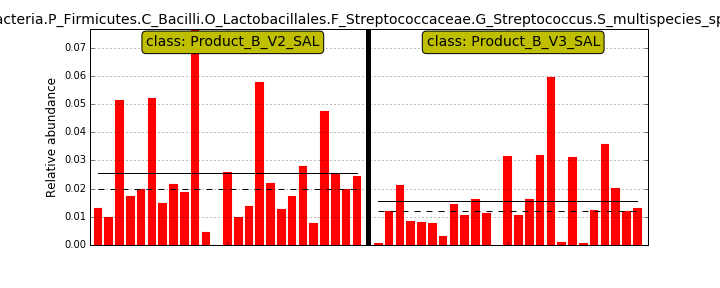 acteria.P_Firmicutes.C_Bacilli.O_Lactobacillales.F_Streptococcaceae.G_Streptococcus.S_multispecies_sp
class: Product_B_V2_SAL
class: Product_B_V3_SAL
Relative abundance
0.07
0.06
0.05
0.04
0.03
0.02
0.01
0.00